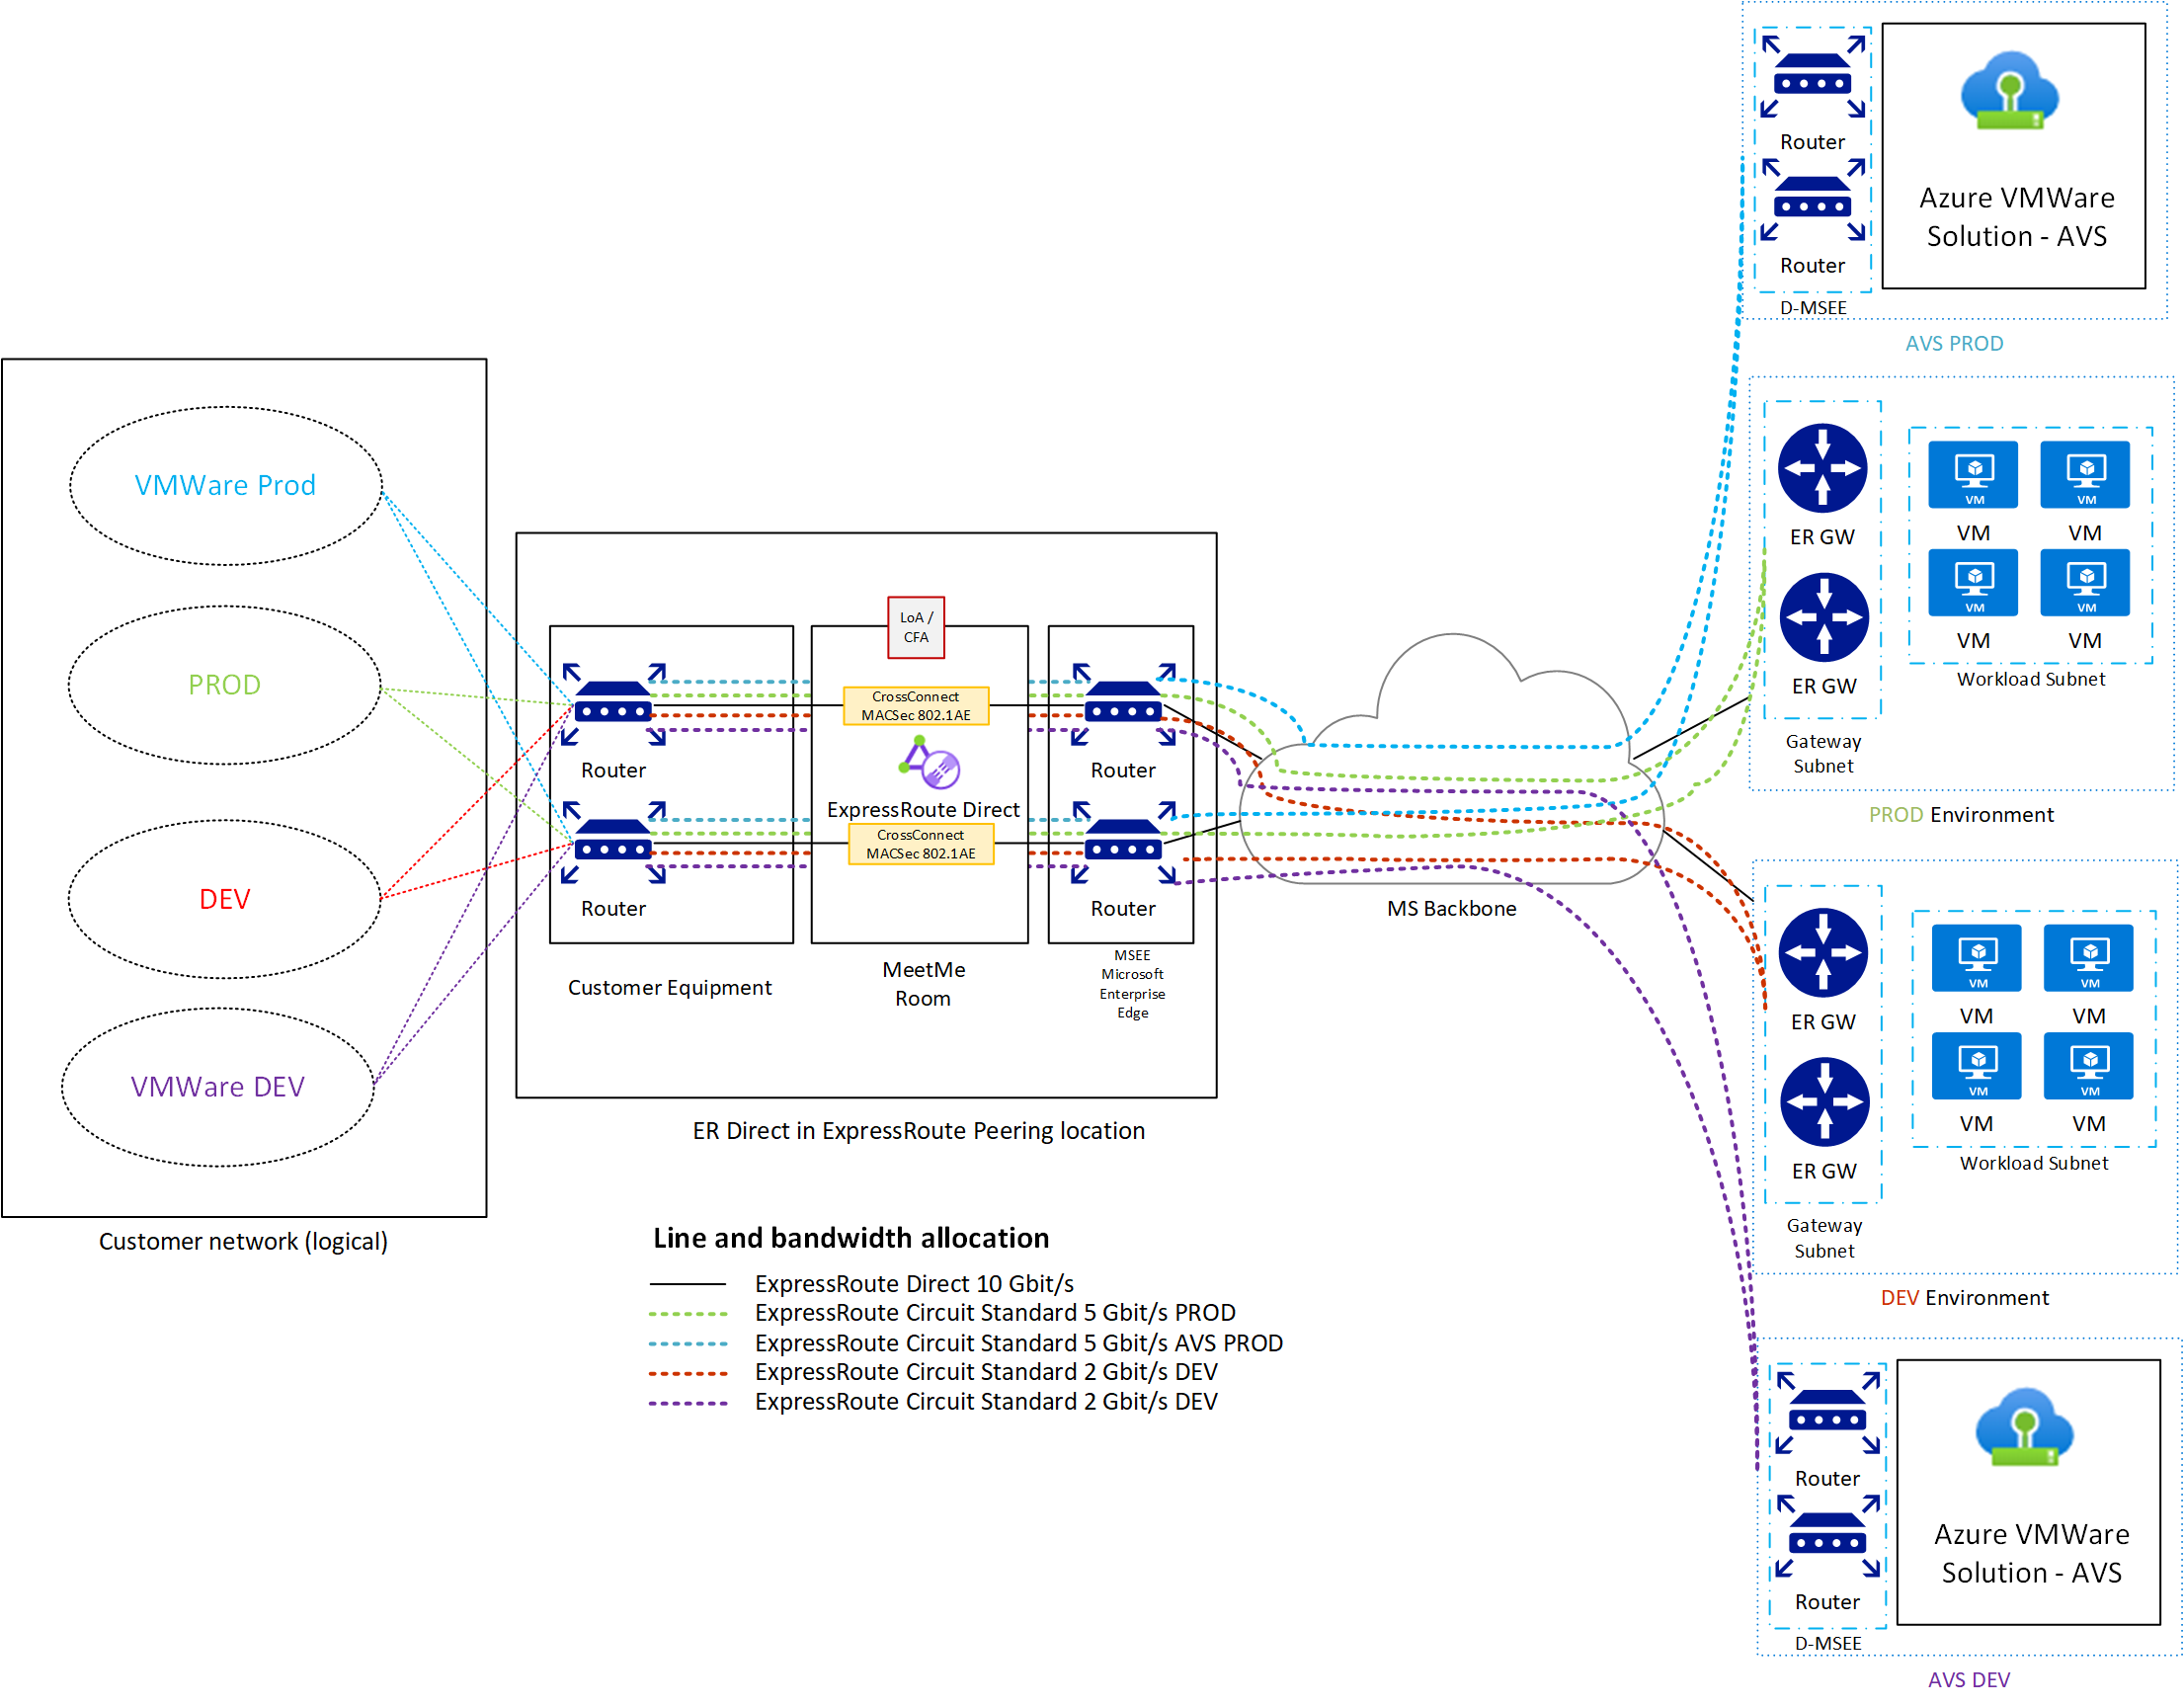 Router
Router
D-MSEE
Azure VMWare
Solution - AVS
AVS PROD
VMWare Prod
PROD
DEV
VMWare DEV
Customer network (logical)
LoA /
CFA
CrossConnect
MACSec 802.1AE
Router
Router
ExpressRoute Direct
CrossConnect
MACSec 802.1AE
Router
Router
Customer Equipment
MeetMe
Room
MSEE
Microsoft
Enterprise
Edge
ER Direct in ExpressRoute Peering location
MS Backbone
ER GW
ER GW
Gateway
Subnet
VM
VM
VM
VM
VM
VM
VM
VM
Workload Subnet
PROD Environment
ER GW
ER GW
Gateway
Subnet
VM
VM
VM
VM
VM
VM
VM
VM
Workload Subnet
DEV Environment
Line and bandwidth allocation
ExpressRoute Direct 10 Gbit/s
ExpressRoute Circuit Standard 5 Gbit/s PROD
ExpressRoute Circuit Standard 5 Gbit/s AVS PROD
ExpressRoute Circuit Standard 2 Gbit/s DEV
ExpressRoute Circuit Standard 2 Gbit/s DEV
Router
Router
D-MSEE
Azure VMWare
Solution - AVS
AVS DEV